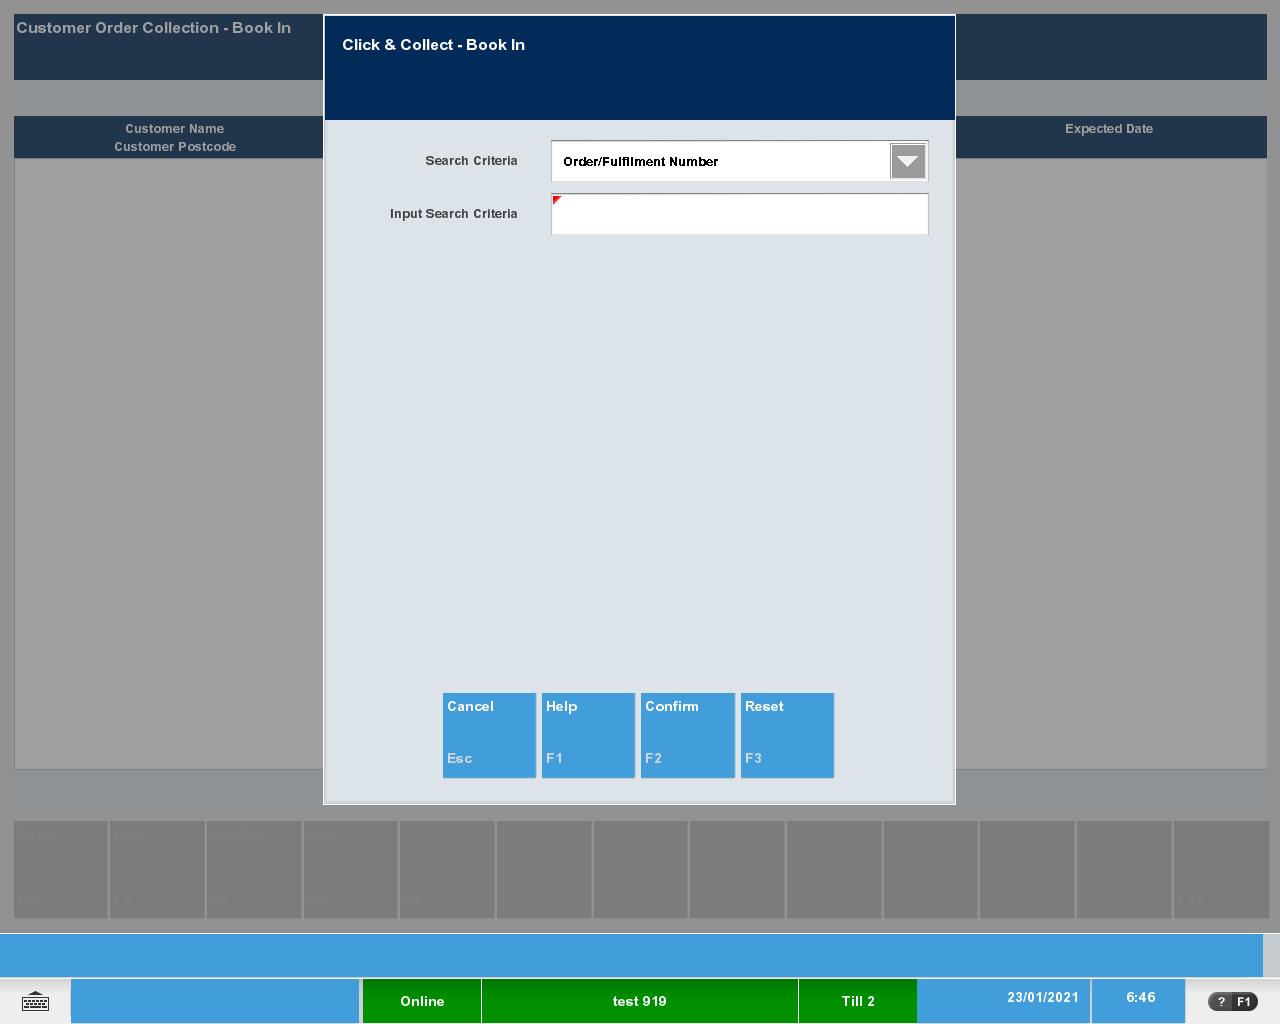 Customer Order Collection - Book In
Click & Collect - Book In
Customer Name
Customer Postcode
Expected Date
Search Criteria
Order/Fulfilment Number
Input Search Criteria
Cancel
Help
Confirm
Reset
Esc
F1
F2
F3
Back
Help
Confirm
Add
Esc
F1
F2
F3
F4
Online
test 919
Till 2
23/01/2021
6:46
? F1